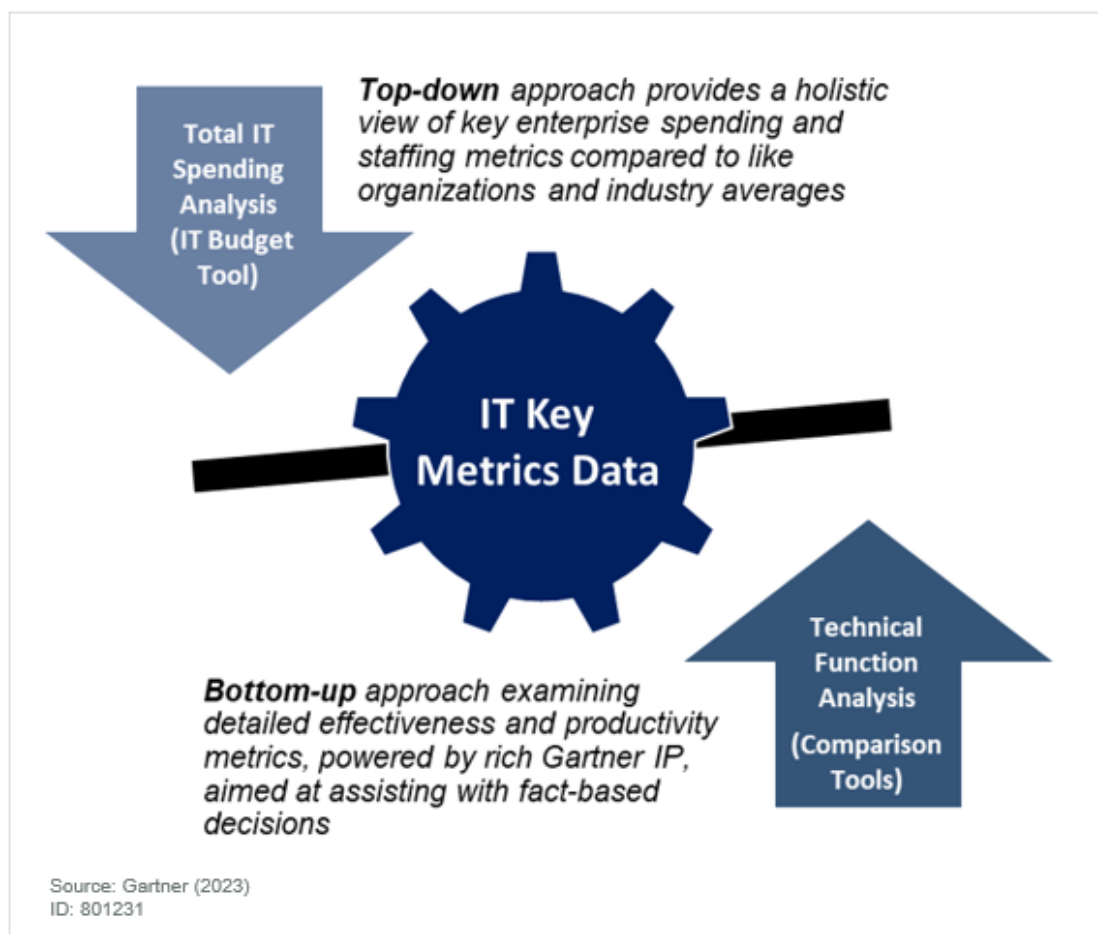 Total IT
Spending
Analysis
(IT Budget
Tool)
Top-down approach provides a holistic
view of key enterprise spending and
staffing metrics compared to like
organizations and industry averages
IT Key
Metrics Data
Bottom-up approach examining
detailed effectiveness and productivity
metrics, powered by rich Gartner IP,
aimed at assisting with fact-based
decisions
Technical
Function
Analysis
(Comparison
Tools)
Source: Gartner (2023)
ID: 801231